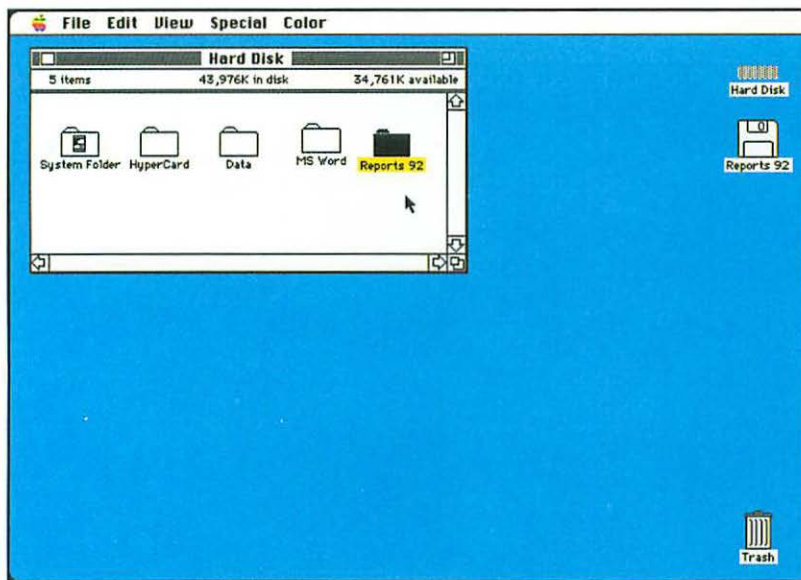 File Edit View Special Color
Hard Disk
5 items 43,976K in disk 34,761K available
System Folder HyperCard Data MS Word Reports 92
Hard Disk
Reports 92
Trash